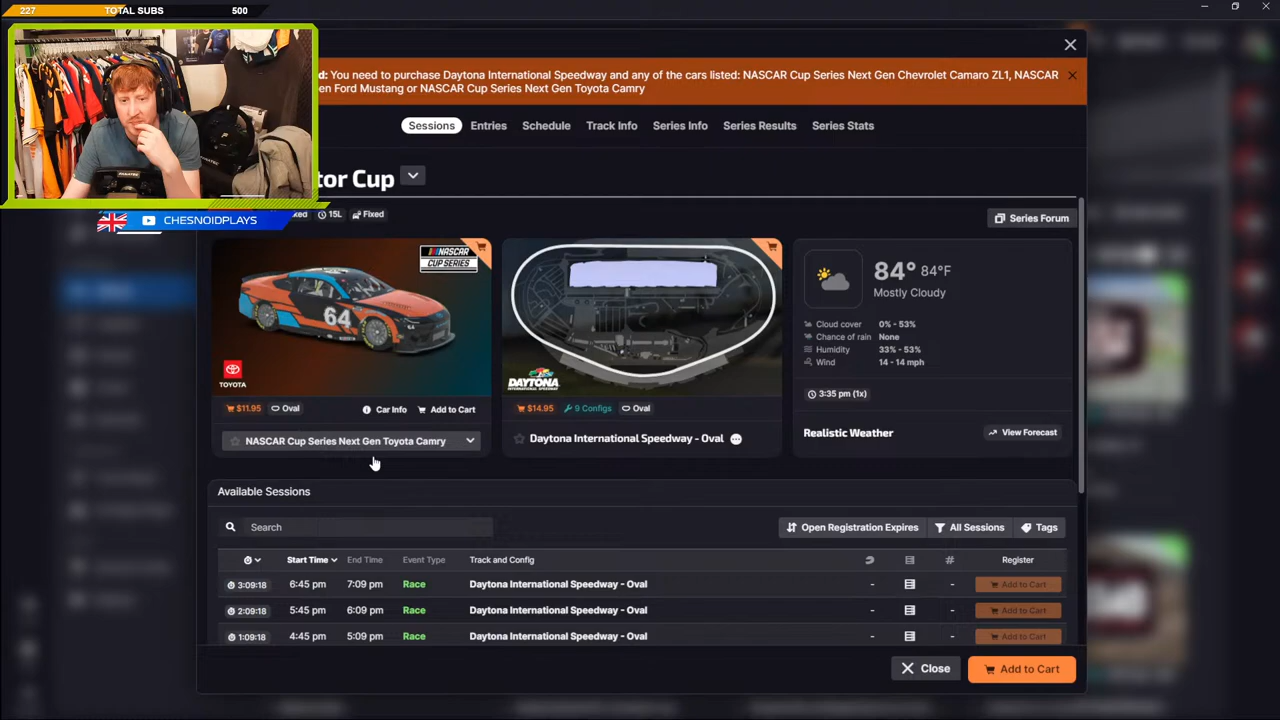 227 TOTAL SUBS 500
d: You need to purchase Daytona International Speedway and any of the cars listed: NASCAR Cup Series Next Gen Chevrolet Camaro ZL1, NASCAR
en Ford Mustang or NASCAR Cup Series Next Gen Toyota Camry
Sessions Entries Schedule Track Info Series Info Series Results Series Stats
tor Cup
CHESNOIDPLAYS
ixed 15L Fixed
Series Forum
NASCAR
CUP SERIES
64
TOYOTA
DAYTONA
INTERNATIONAL SPEEDWAY
84° 84°F
Mostly Cloudy
Cloud cover 0% - 53%
Chance of rain None
Humidity 33% - 53%
Wind 14 - 14 mph
3:35 pm (1x)
Realistic Weather View Forecast
$11.95 Oval Car Info Add to Cart
NASCAR Cup Series Next Gen Toyota Camry
$14.95 9 Configs Oval
Daytona International Speedway - Oval
Available Sessions
Search
Open Registration Expires All Sessions Tags
Start Time End Time Event Type Track and Config # Register
3:09:18 6:45 pm 7:09 pm Race Daytona International Speedway - Oval - - Add to Cart
2:09:18 5:45 pm 6:09 pm Race Daytona International Speedway - Oval - - Add to Cart
1:09:18 4:45 pm 5:09 pm Race Daytona International Speedway - Oval - - Add to Cart
Close Add to Cart